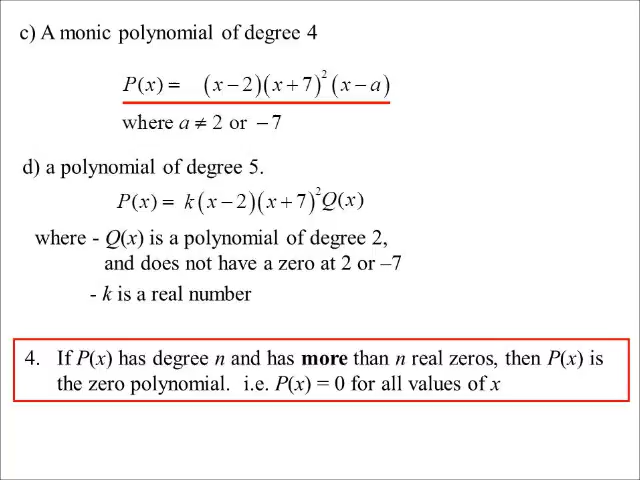 c) A monic polynomial of degree 4
P(x) = (x − 2)(x + 7)²(x − a)
where a ≠ 2 or − 7
d) a polynomial of degree 5.
P(x) = k(x − 2)(x + 7)²Q(x)
where - Q(x) is a polynomial of degree 2,
and does not have a zero at 2 or –7
- k is a real number
4. If P(x) has degree n and has more than n real zeros, then P(x) is
the zero polynomial. i.e. P(x) = 0 for all values of x